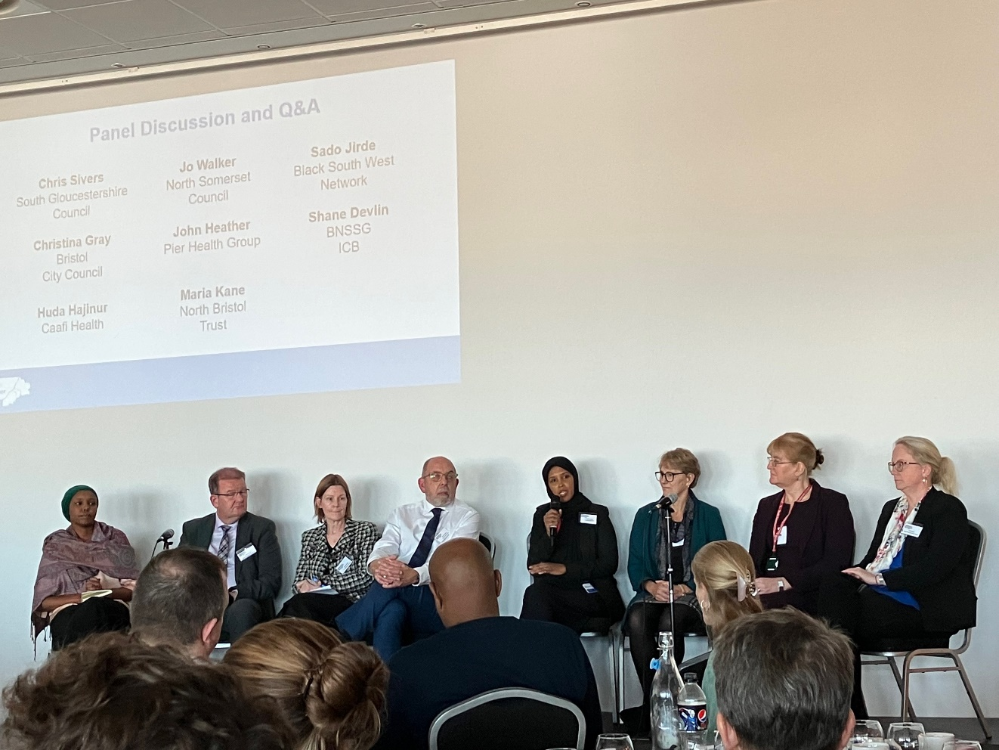 Panel Discussion and Q&A
Chris Sivers
South Gloucestershire
Council
Christina Gray
Bristol
City Council
Huda Hajinur
Caafi Health
Jo Walker
North Somerset
Council
John Heather
Pier Health Group
Maria Kane
North Bristol
Trust
Sado Jirde
Black South West
Network
Shane Devlin
BNSSG
ICB